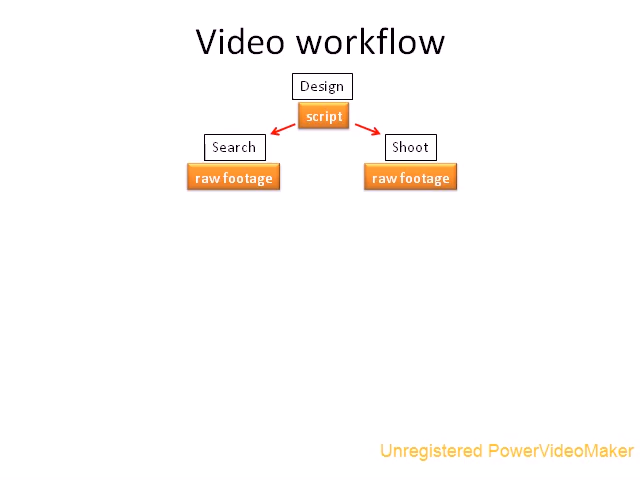 Video workflow
Design
script
Search
Shoot
raw footage
raw footage
Unregistered PowerVideoMaker